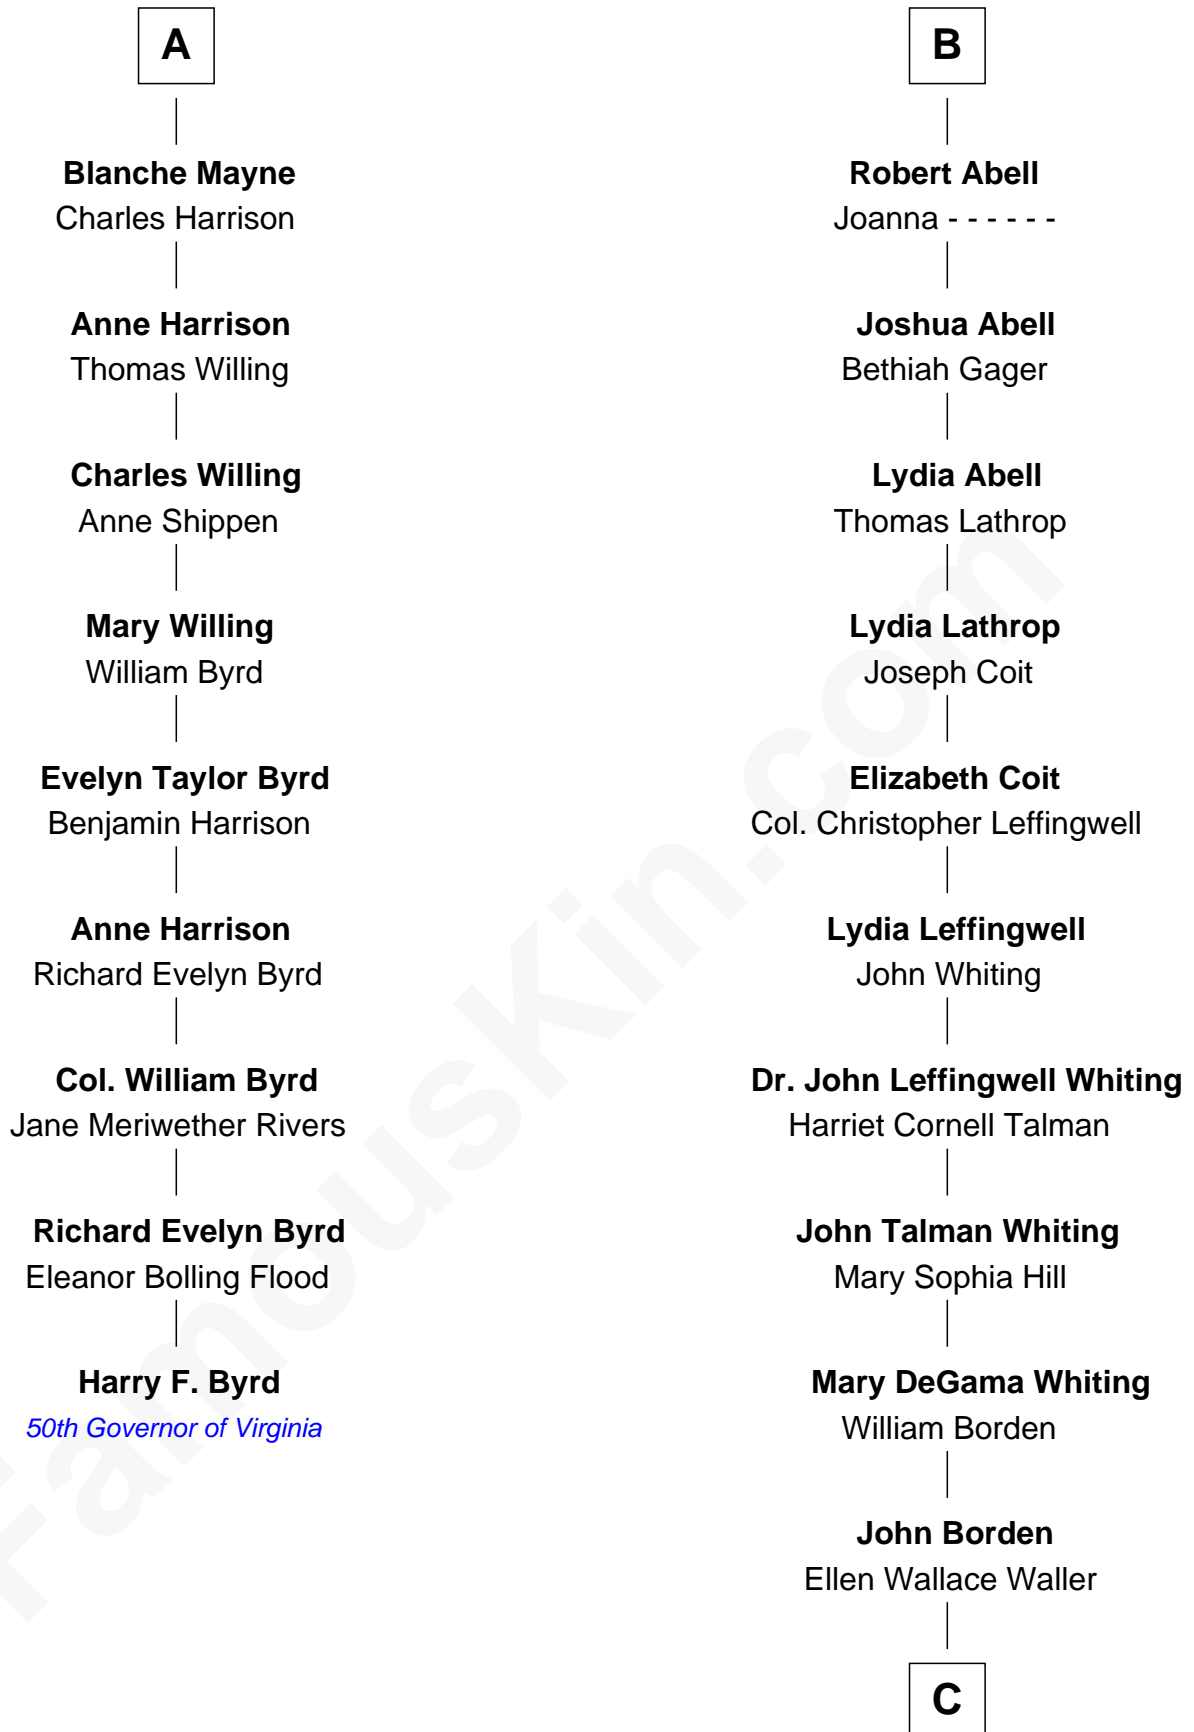 A
Blanche Mayne
Charles Harrison
Anne Harrison
Thomas Willing
Charles Willing
Anne Shippen
Mary Willing
William Byrd
Evelyn Taylor Byrd
Benjamin Harrison
Anne Harrison
Richard Evelyn Byrd
Col. William Byrd
Jane Meriwether Rivers
Richard Evelyn Byrd
Eleanor Bolling Flood
Harry F. Byrd
50th Governor of Virginia
B
Robert Abell
Joanna - - - - - -
Joshua Abell
Bethiah Gager
Lydia Abell
Thomas Lathrop
Lydia Lathrop
Joseph Coit
Elizabeth Coit
Col. Christopher Leffingwell
Lydia Leffingwell
John Whiting
Dr. John Leffingwell Whiting
Harriet Cornell Talman
John Talman Whiting
Mary Sophia Hill
Mary DeGama Whiting
William Borden
John Borden
Ellen Wallace Waller
C
FamousKin.com